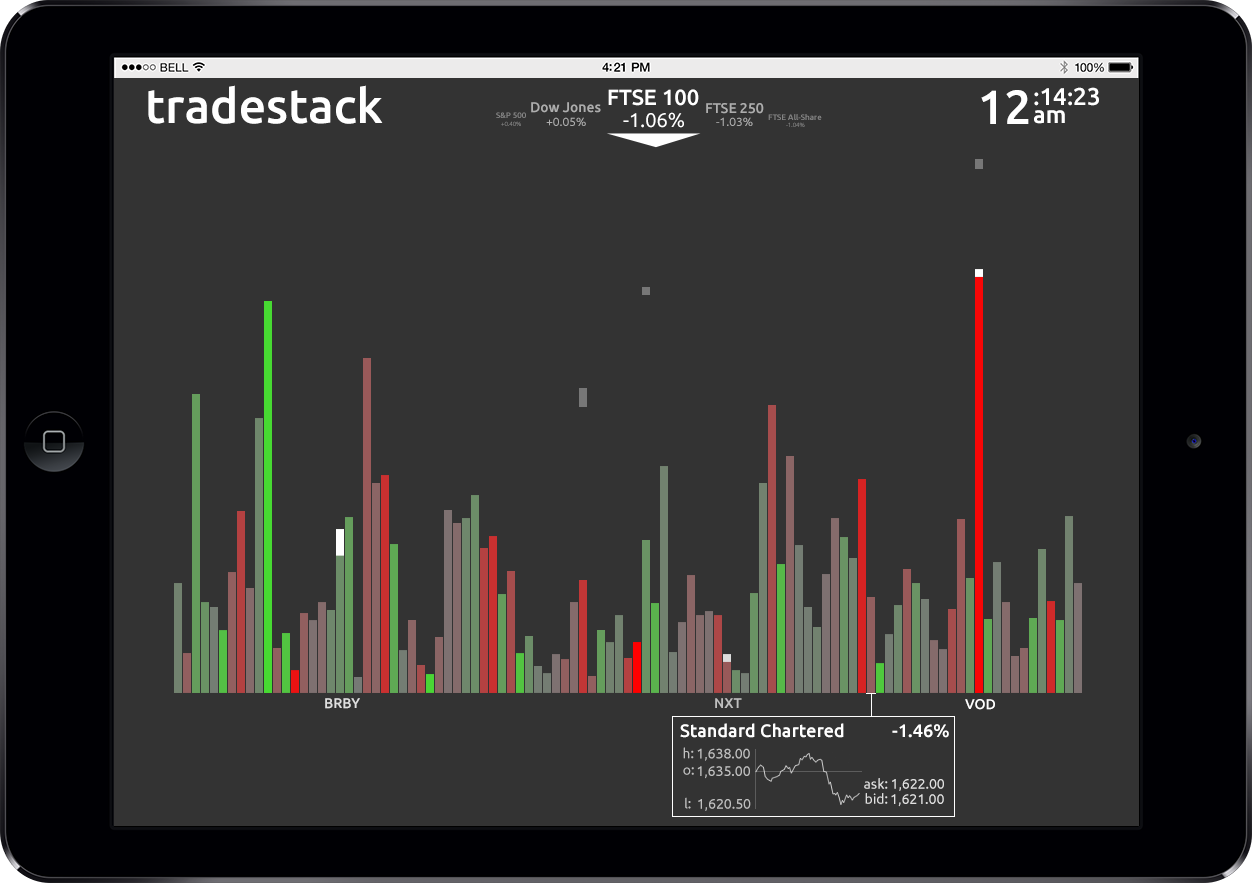 BELL
4:21 PM
100%
tradestack
S&P 500
+0.40%
Dow Jones
+0.05%
FTSE 100
-1.06%
FTSE 250
-1.03%
FTSE All-Share
-1.04%
12:14:23
am
BRBY
NXT
VOD
Standard Chartered -1.46%
h: 1,638.00
o: 1,635.00
l: 1,620.50
ask: 1,622.00
bid: 1,621.00